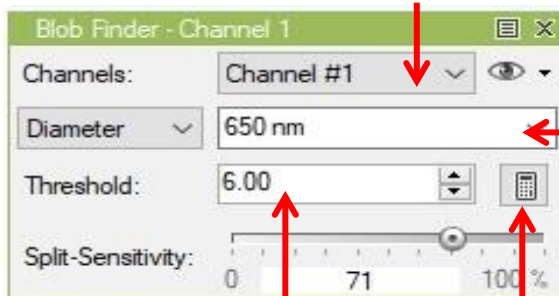 Blob Finder - Channel 1
Channels: Channel #1
Diameter 650 nm
Threshold: 6.00
Split-Sensitivity:
0 71 100 %